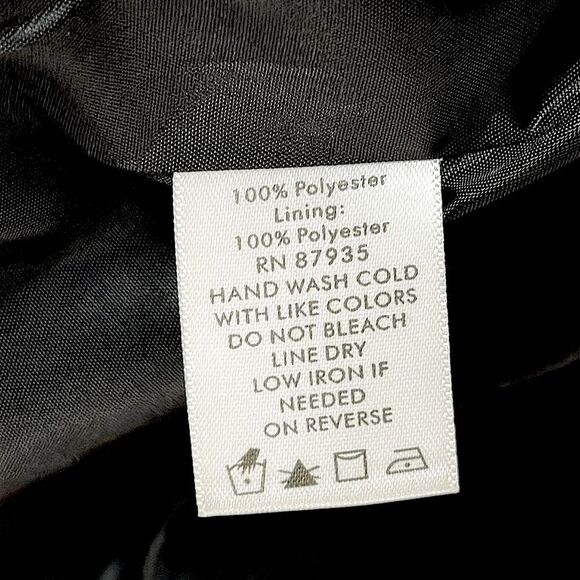 100% Polyester
Lining:
100% Polyester
RN 87935
HAND WASH COLD
WITH LIKE COLORS
DO NOT BLEACH
LINE DRY
LOW IRON IF
NEEDED
ON REVERSE